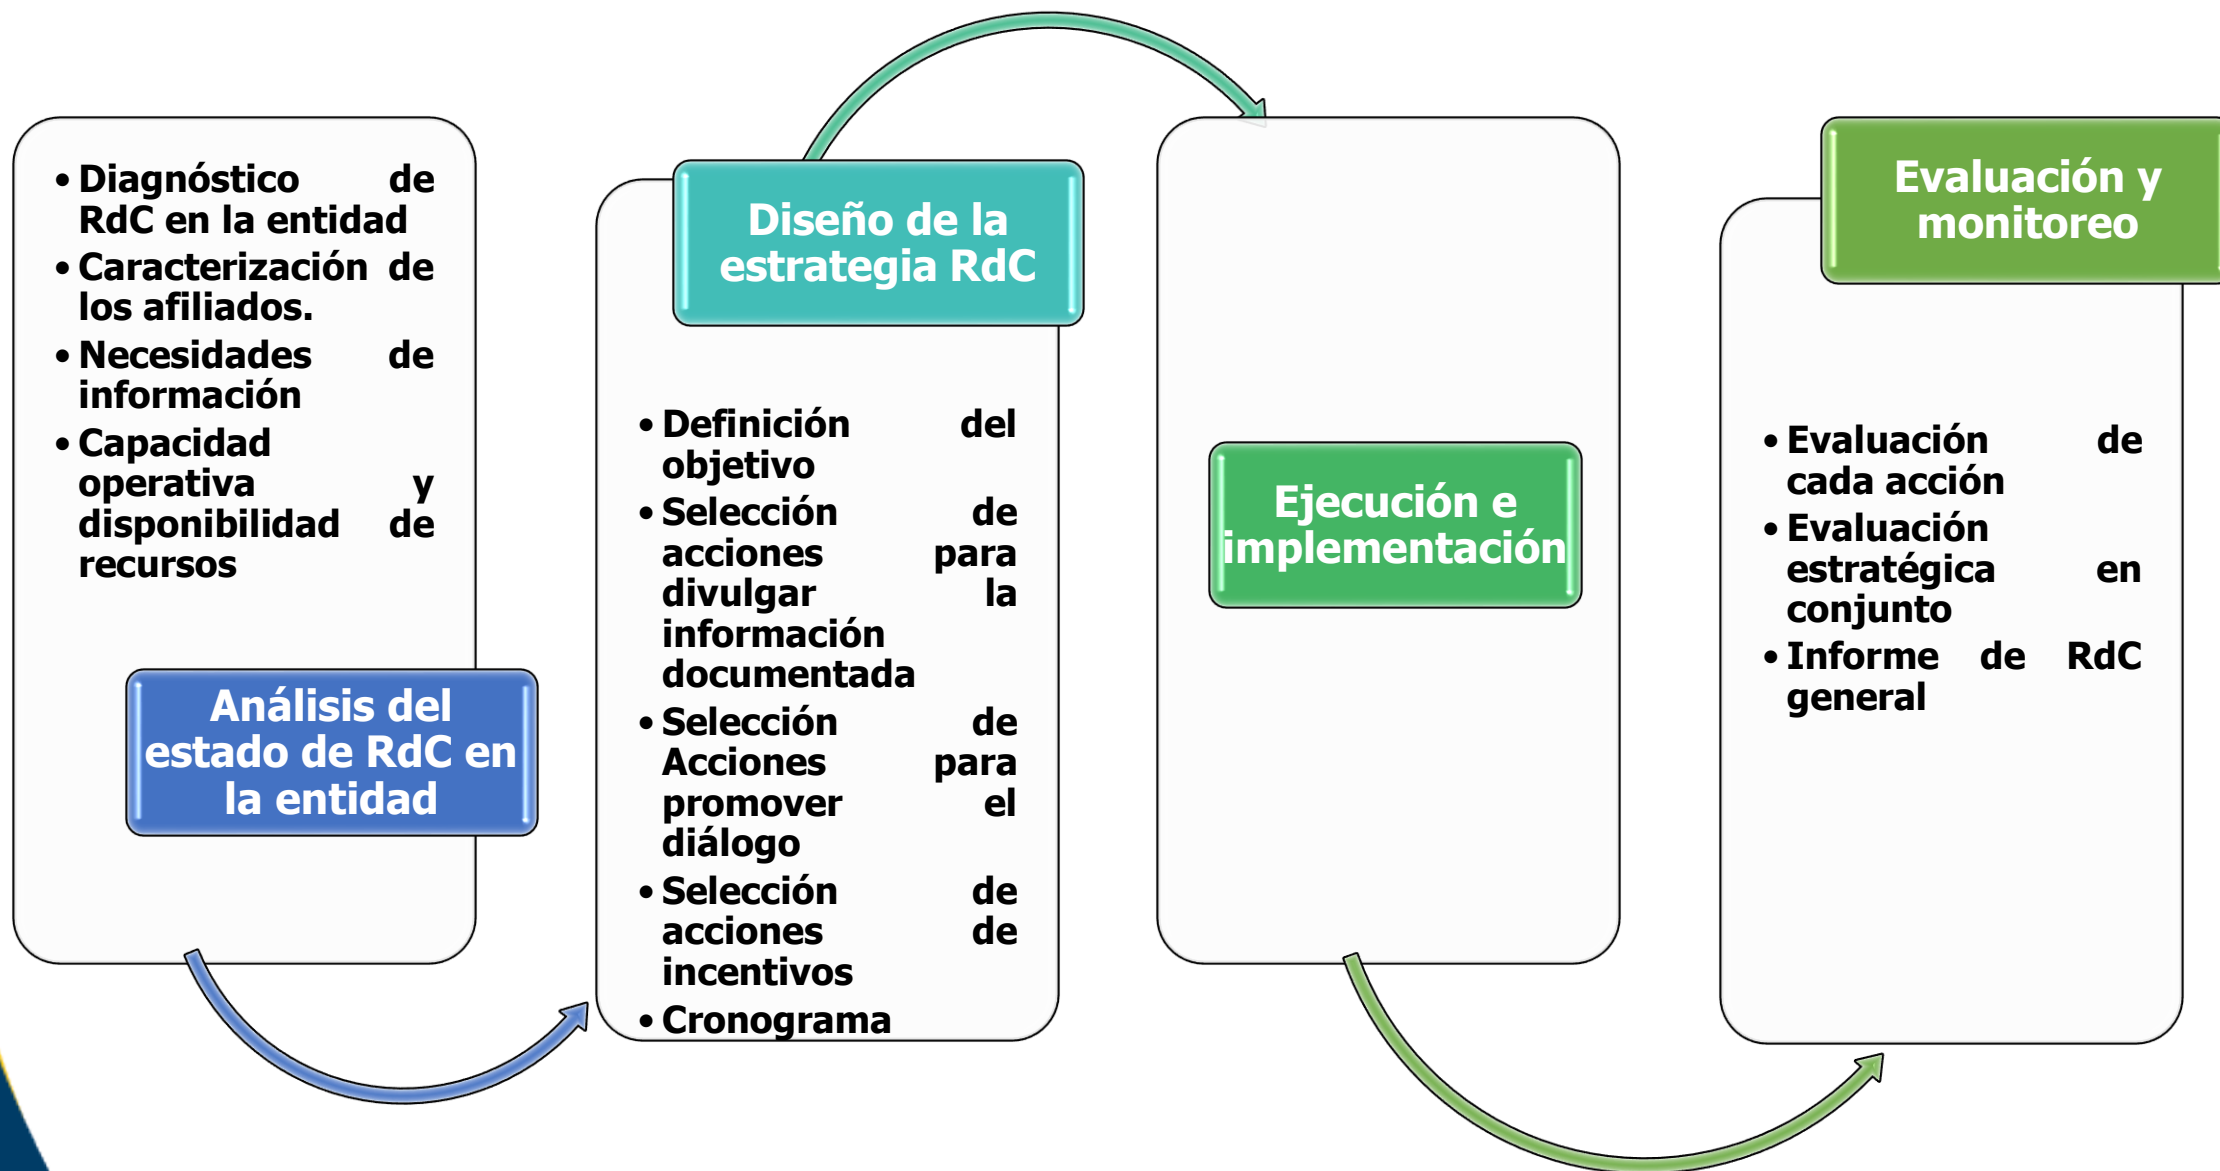 • Diagnóstico de
RdC en la entidad
• Caracterización de
los afiliados.
• Necesidades de
información
• Capacidad
operativa y
disponibilidad de
recursos
Análisis del
estado de RdC en
la entidad
Diseño de la
estrategia RdC
• Definición del
objetivo
• Selección de
acciones para
divulgar la
información
documentada
• Selección de
Acciones para
promover el
diálogo
• Selección de
acciones de
incentivos
• Cronograma
Ejecución e
implementación
Evaluación y
monitoreo
• Evaluación de
cada acción
• Evaluación
estratégica en
conjunto
• Informe de RdC
general